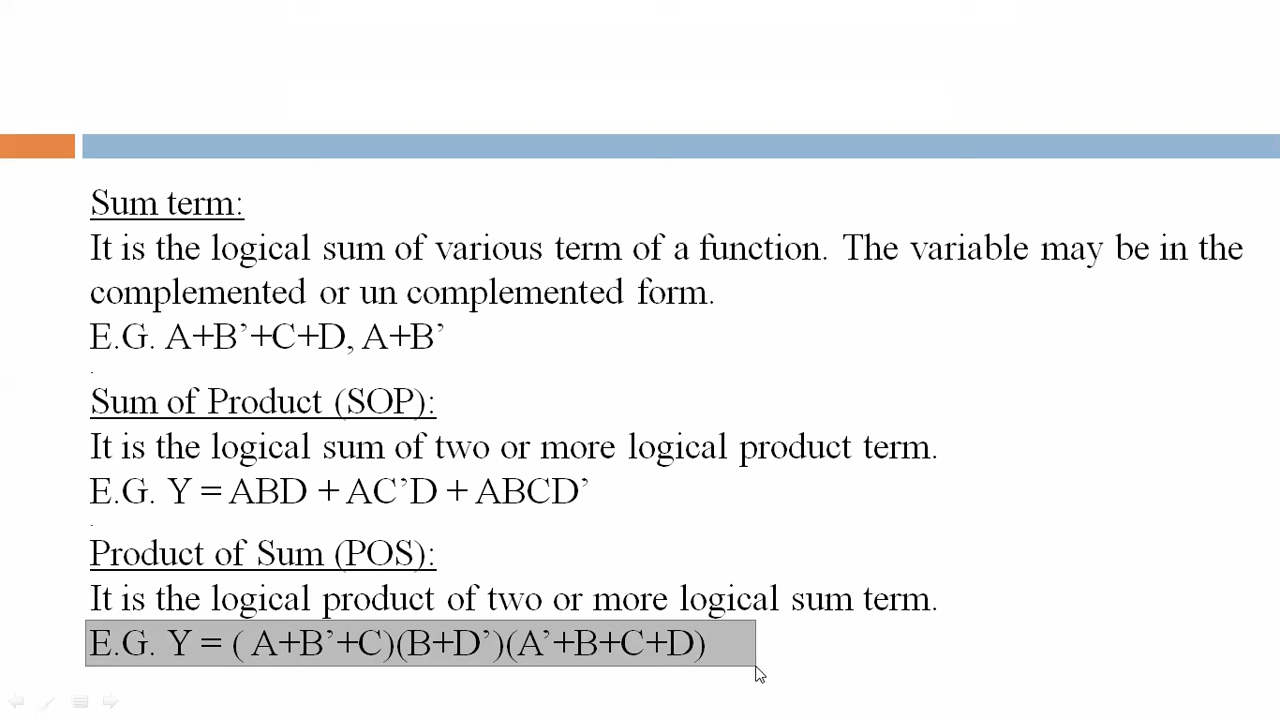 Sum term:
It is the logical sum of various term of a function. The variable may be in the
complemented or un complemented form.
E.G. A+B’+C+D, A+B’
.
Sum of Product (SOP):
It is the logical sum of two or more logical product term.
E.G. Y = ABD + AC’D + ABCD’
.
Product of Sum (POS):
It is the logical product of two or more logical sum term.
E.G. Y = ( A+B’+C)(B+D’)(A’+B+C+D)